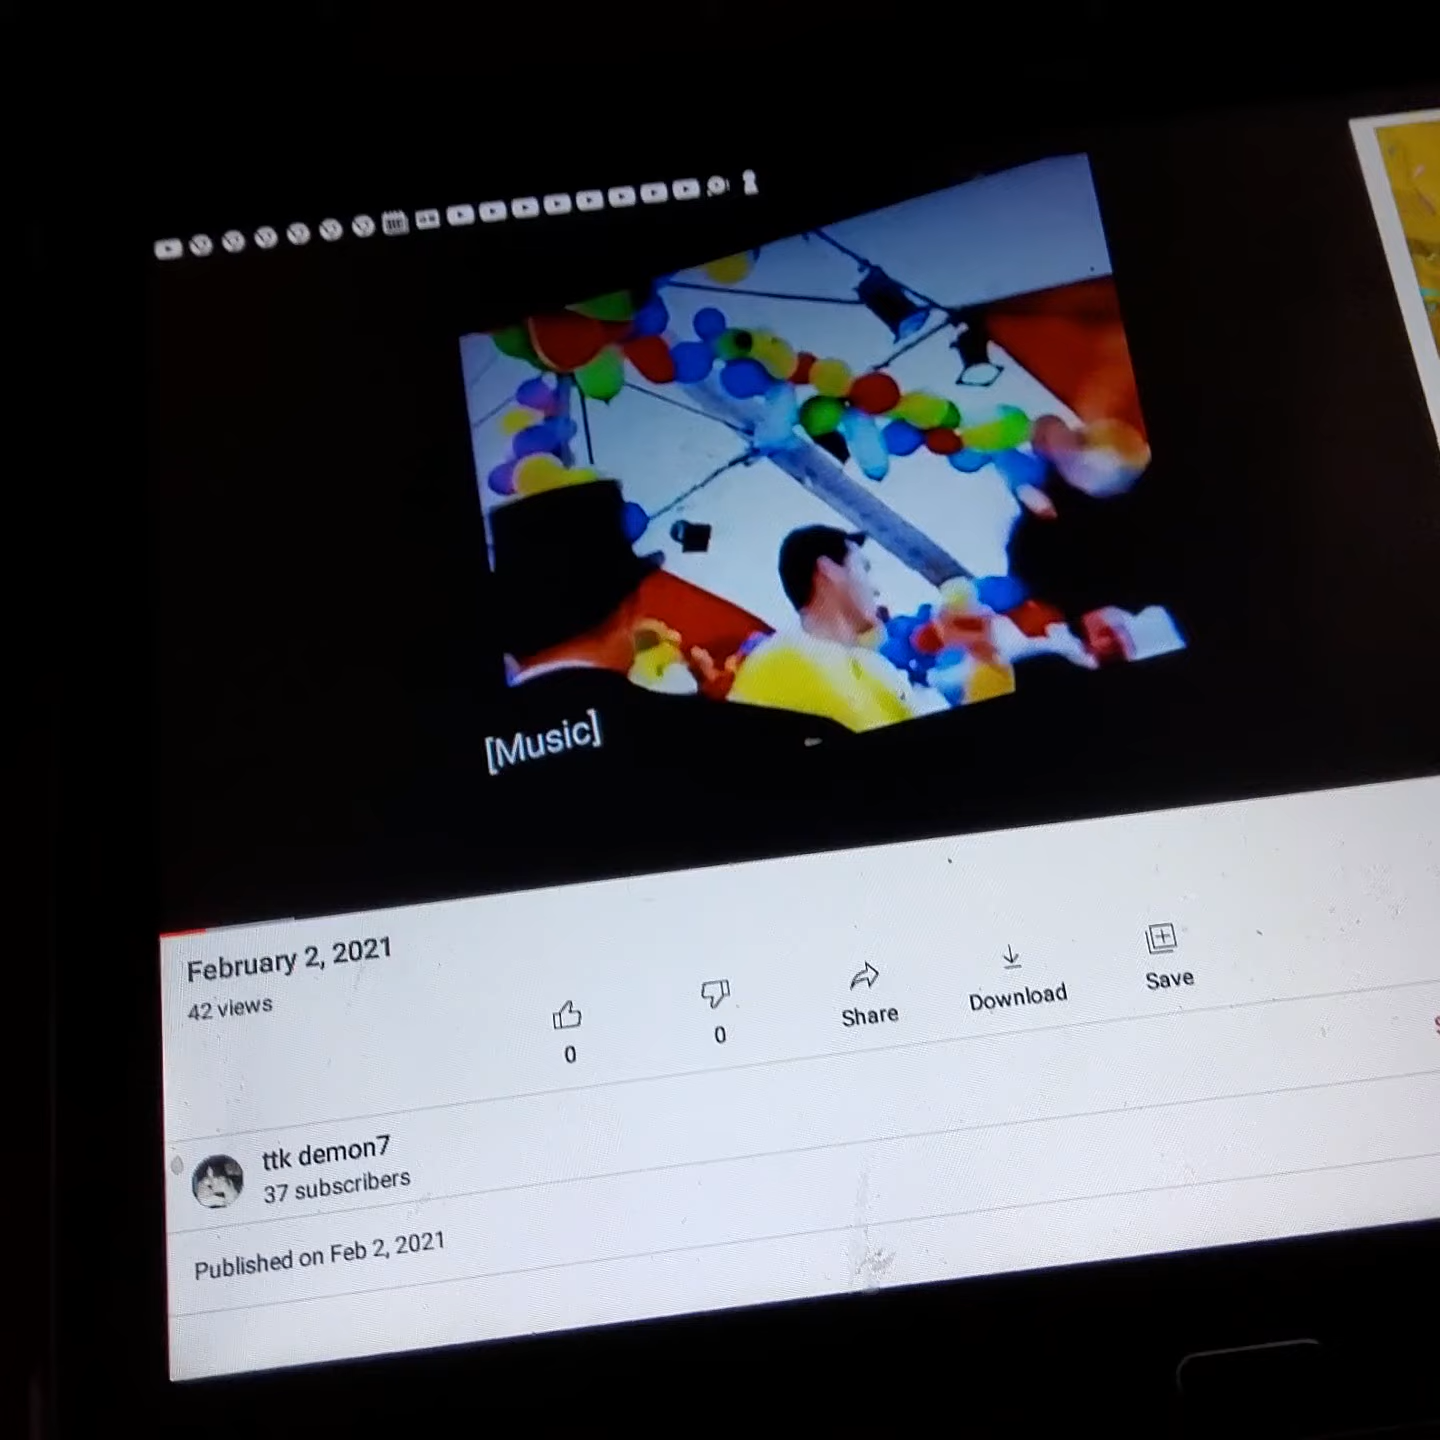 [Music]
February 2, 2021
42 views
0
0
Share
Download
Save
ttk demon7
37 subscribers
Published on Feb 2, 2021